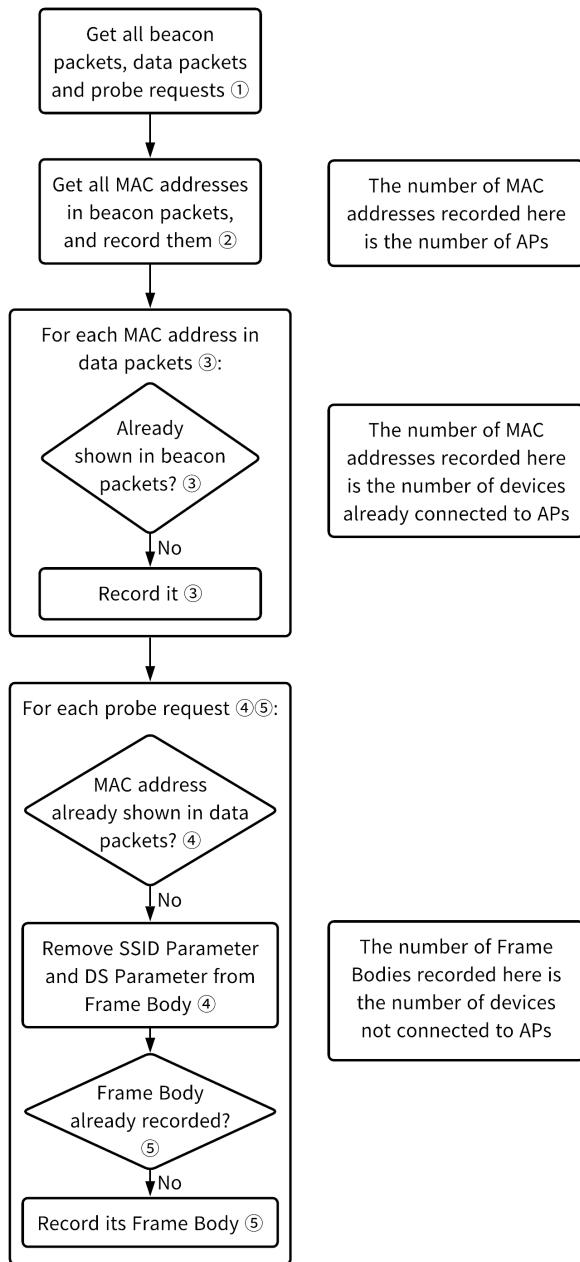 Get all beacon
packets, data packets
and probe requests ①
Get all MAC addresses
in beacon packets,
and record them ②
The number of MAC
addresses recorded here
is the number of APs
For each MAC address in
data packets ③:
Already
shown in beacon
packets? ③
No
Record it ③
The number of MAC
addresses recorded here
is the number of devices
already connected to APs
For each probe request ④⑤:
MAC address
already shown in data
packets? ④
No
Remove SSID Parameter
and DS Parameter from
Frame Body ④
The number of Frame
Bodies recorded here is
the number of devices
not connected to APs
Frame Body
already recorded?
⑤
No
Record its Frame Body ⑤